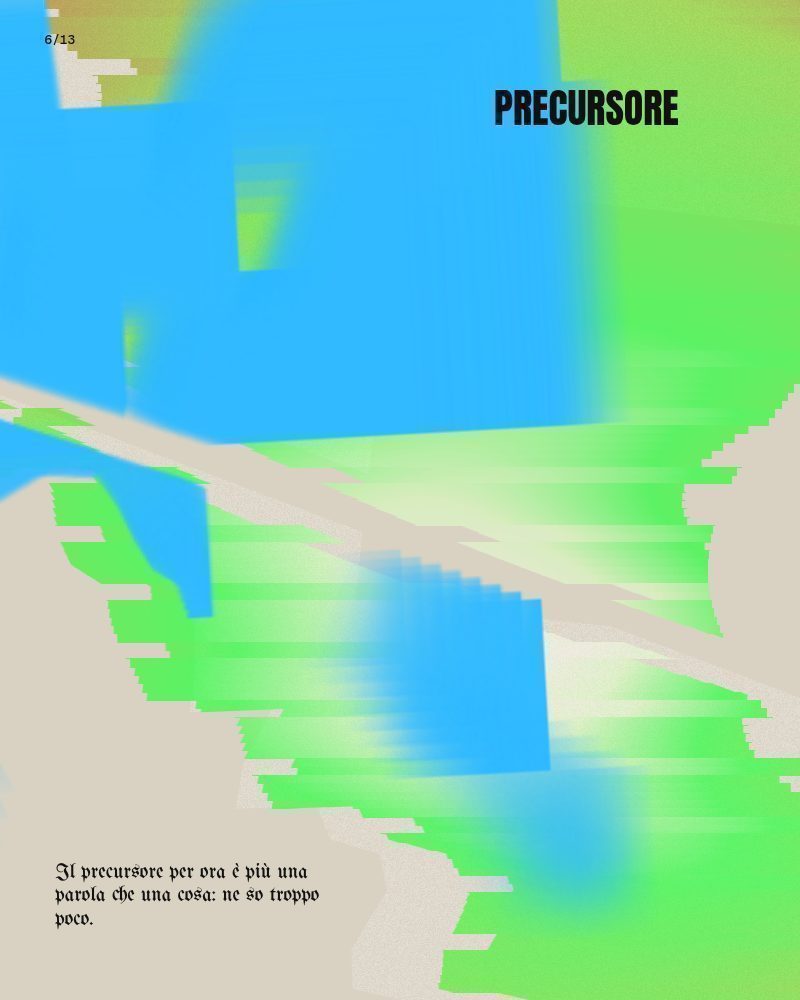 6/13
PRECURSORE
Il precursore per ora è più una
parola che una cosa: ne so troppo
poco.